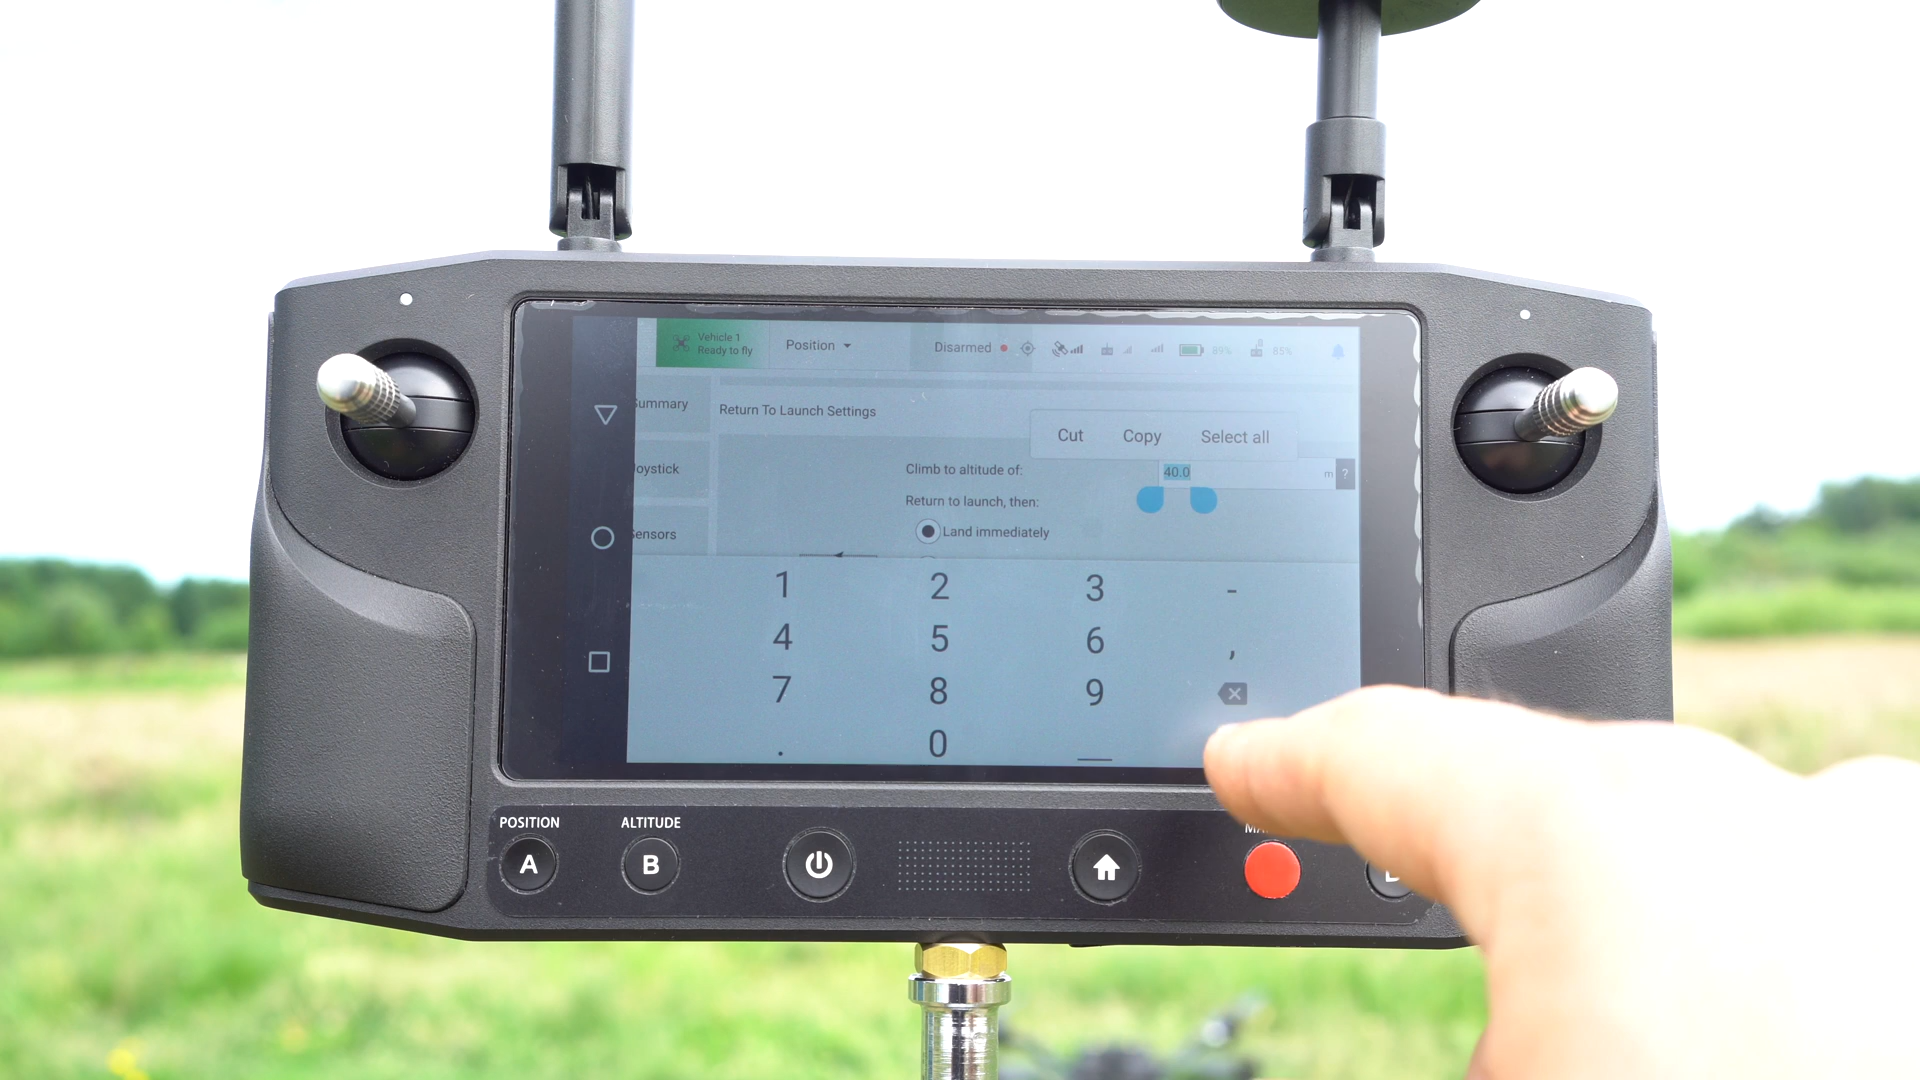 Vehicle 1
Ready to fly
Position
Disarmed
89%
85%
Summary
Return To Launch Settings
Cut Copy Select all
Joystick
Climb to altitude of: 40.0 m ?
Return to launch, then:
Sensors
Land immediately
1 2 3 -
4 5 6 ,
7 8 9
. 0
POSITION ALTITUDE
A B